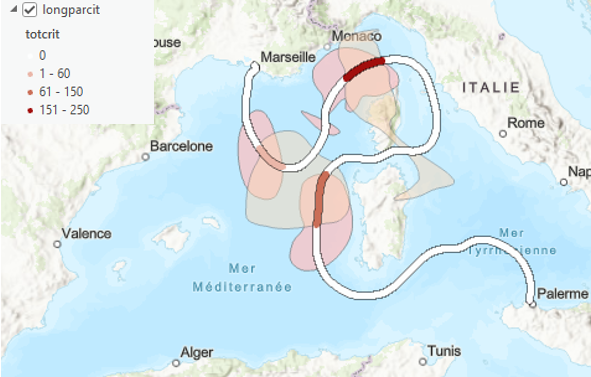 longparcit
totcrit
0
1 - 60
61 - 150
151 - 250
ouse
Monaco
Marseille
ITALIE
Rome
Barcelone
Nap
Valence
Mer
Tyrrhénienne
Mer
Méditerranée
Palerme
Alger
Tunis